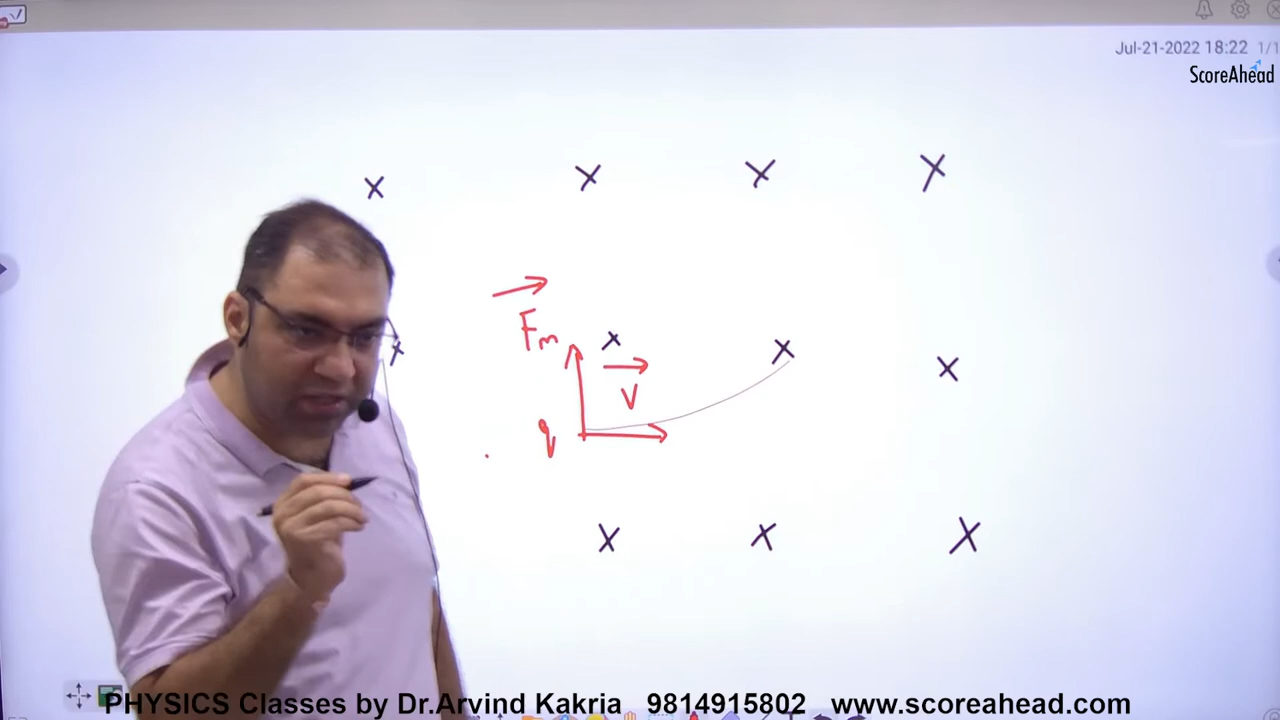 Jul-21-2022 18:22 1/1
ScoreAhead
x x x x
Fm x x x x
v
q
x x x
PHYSICS Classes by Dr.Arvind Kakria 9814915802 www.scoreahead.com